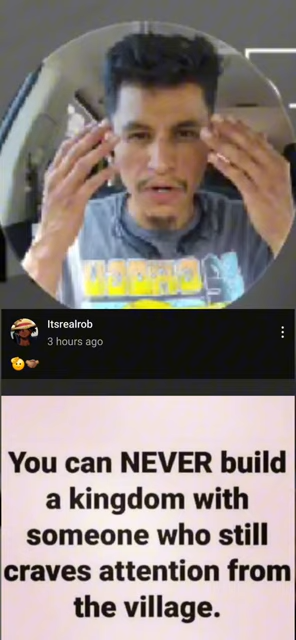 Itsrealrob
3 hours ago
You can NEVER build
a kingdom with
someone who still
craves attention from
the village.